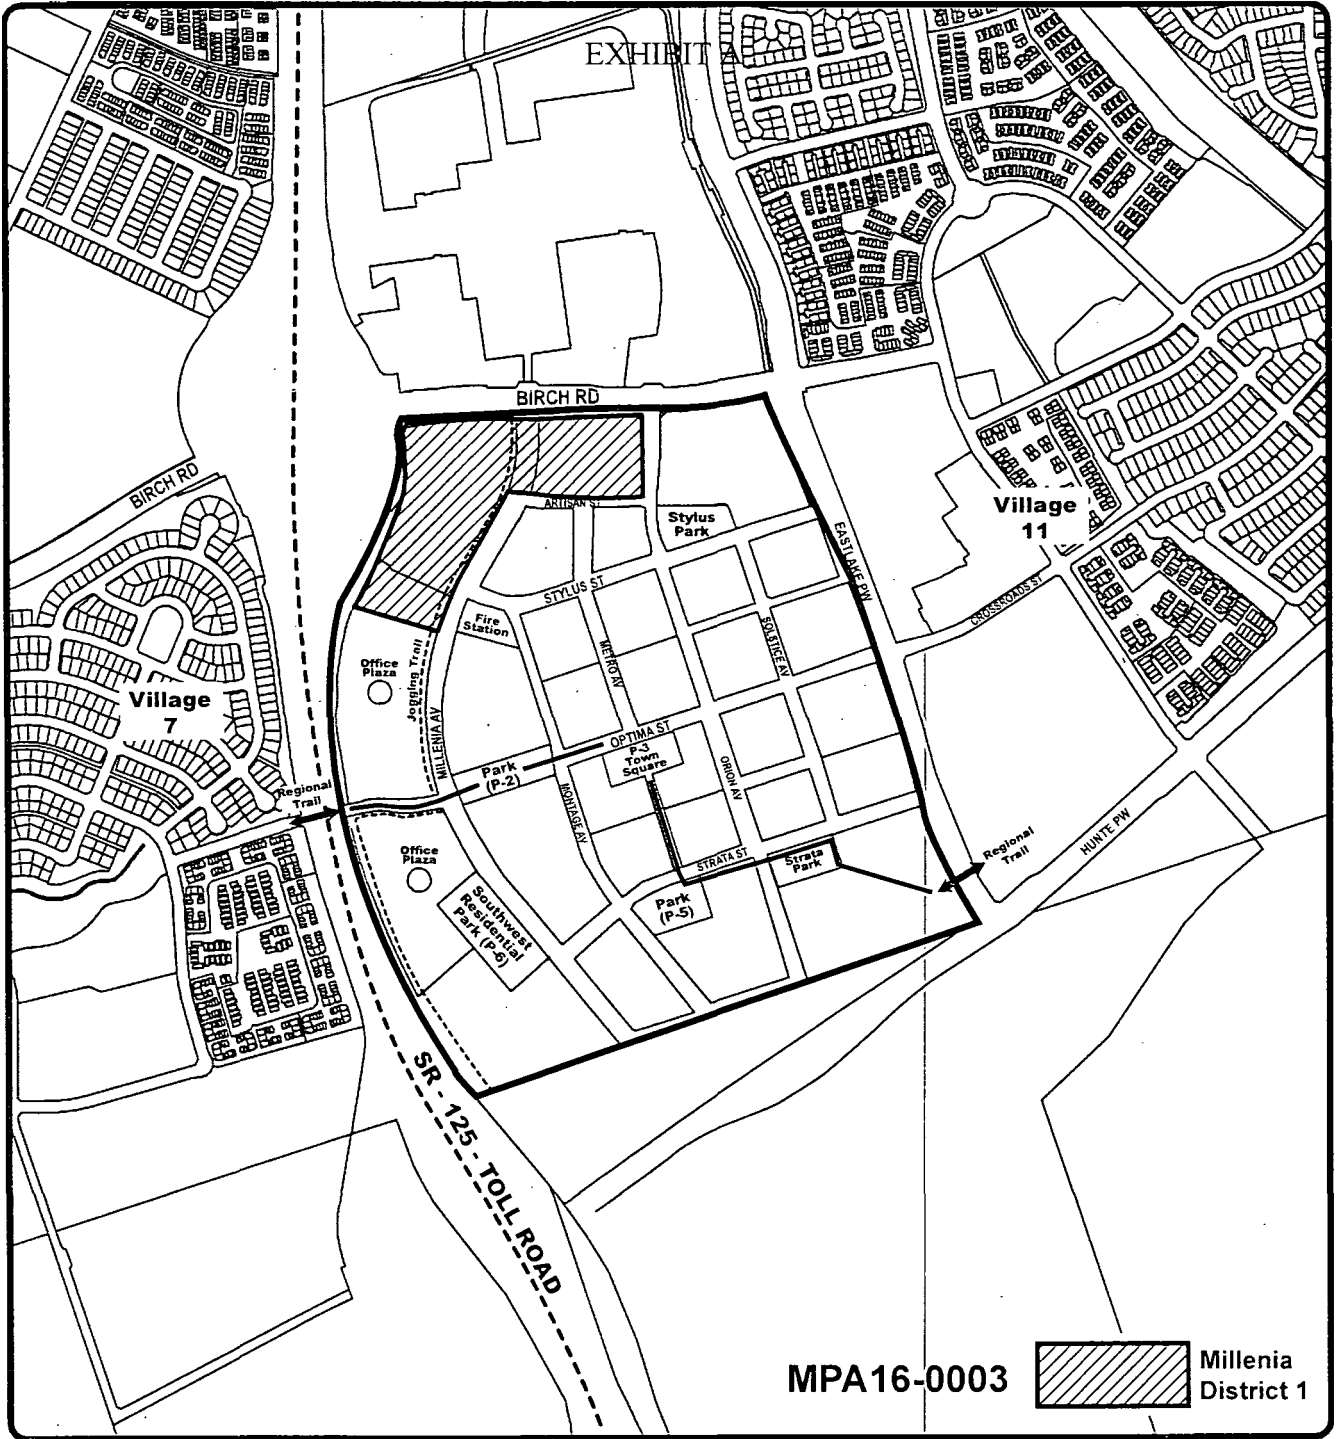 EXHIBIT A
BIRCH RD
BIRCH RD
ARTISAN ST
Stylus
Park
Village
11
EASTLAKE PW
STYLUS ST
CROSSROADS ST
Fire
Station
METRO AV
SOLSTICE AV
Office
Plaza
Jogging Trail
MILLENIA AV
Village
7
OPTIMA ST
P-3
Town
Square
Park
(P-2)
ORION AV
Regional
Trail
MONTAGE AV
HUNTE PW
Regional
Trail
Office
Plaza
STRATA ST
Strata
Park
Southwest
Residential
Park (P-6)
Park
(P-5)
SR - 125 - TOLL ROAD
MPA16-0003
Millenia
District 1